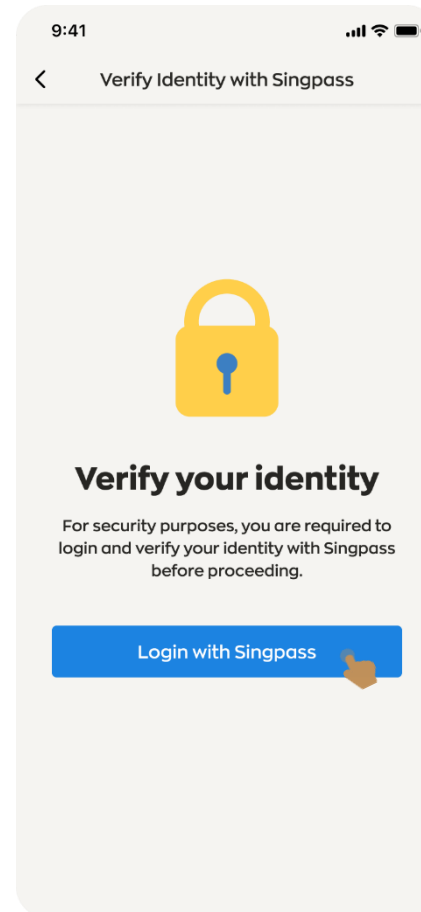 9:41
Verify Identity with Singpass
Verify your identity
For security purposes, you are required to
login and verify your identity with Singpass
before proceeding.
Login with Singpass